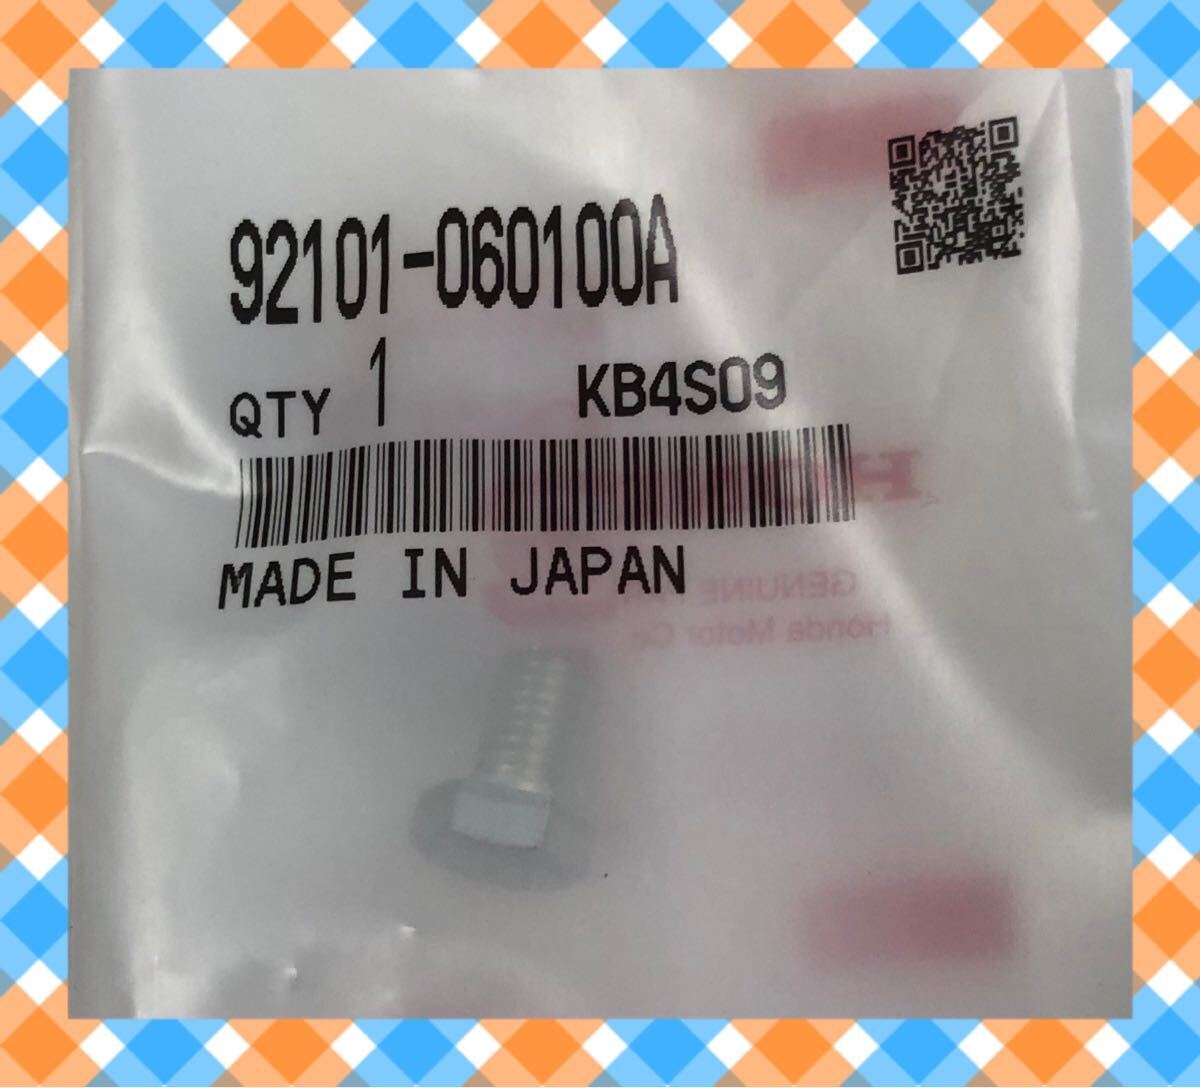 92101-060100A
QTY 1 KB4S09
MADE IN JAPAN
GENUINE
Honda Motor Co